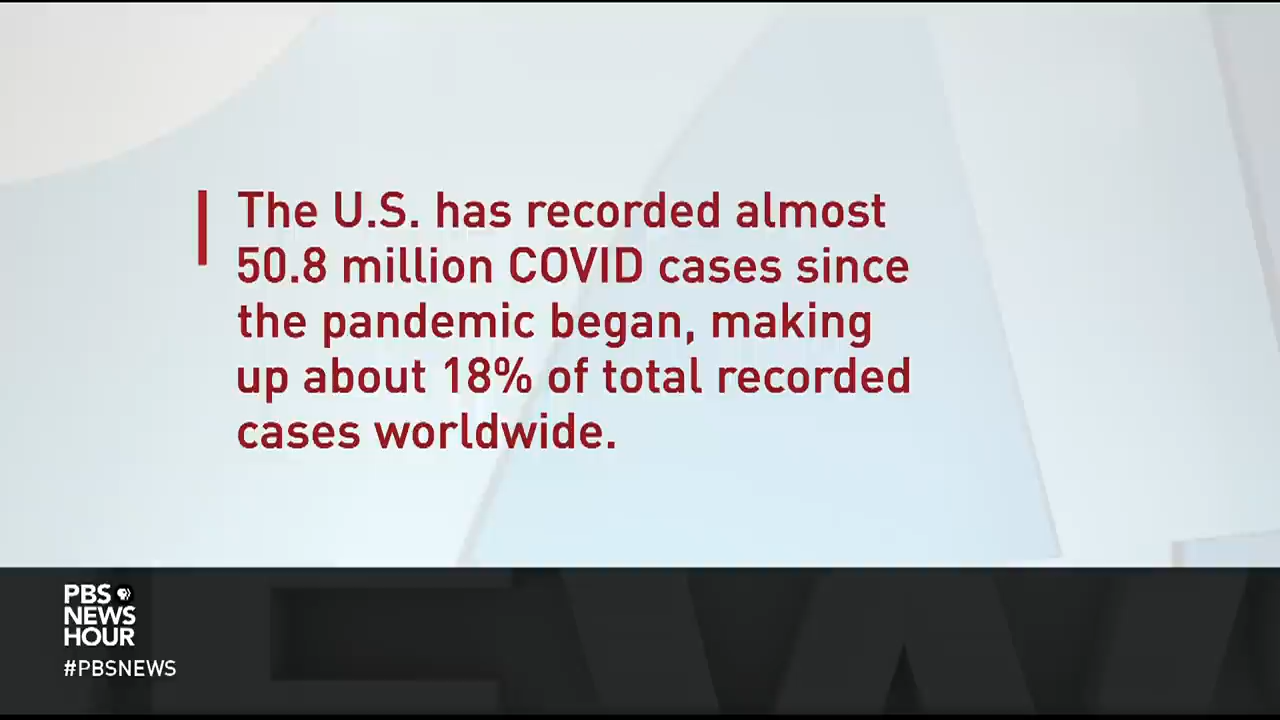 The U.S. has recorded almost
50.8 million COVID cases since
the pandemic began, making
up about 18% of total recorded
cases worldwide.
PBS
NEWS
HOUR
#PBSNEWS